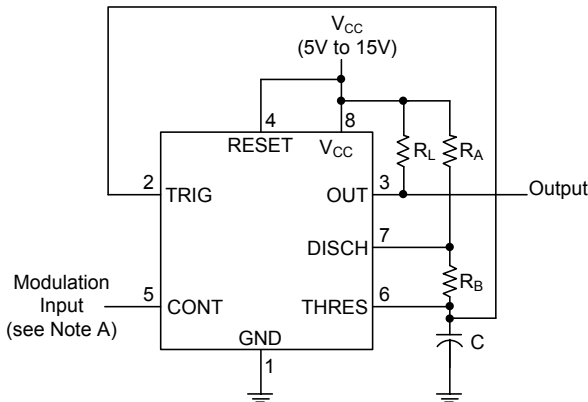 VCC
(5V to 15V)
4
8
RESET
VCC
RL
RA
2
TRIG
3
OUT
Output
7
DISCH
RB
Modulation
Input
(see Note A)
5
CONT
6
THRES
GND
C
1